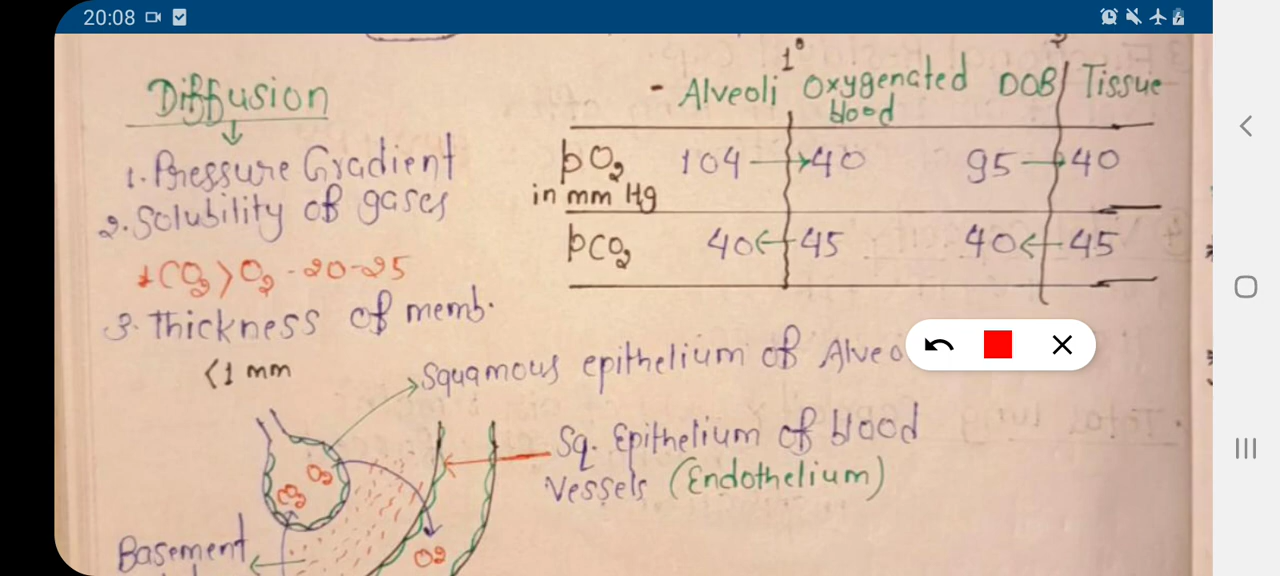 20:08
Diffusion
1. Pressure Gradient
2. Solubility of gases
*CO2 > O2 - 20-25
3. Thickness of memb.
<1 mm
- Alveoli 1° Oxygenated blood DOB Tissue
pO2 104 → 40 95 → 40
in mm Hg
pCO2 40 ← 45 40 ← 45
Squamous epithelium of Alveo
Sq. Epithelium of blood
Vessels (Endothelium)
O2
CO2
O2
Basement